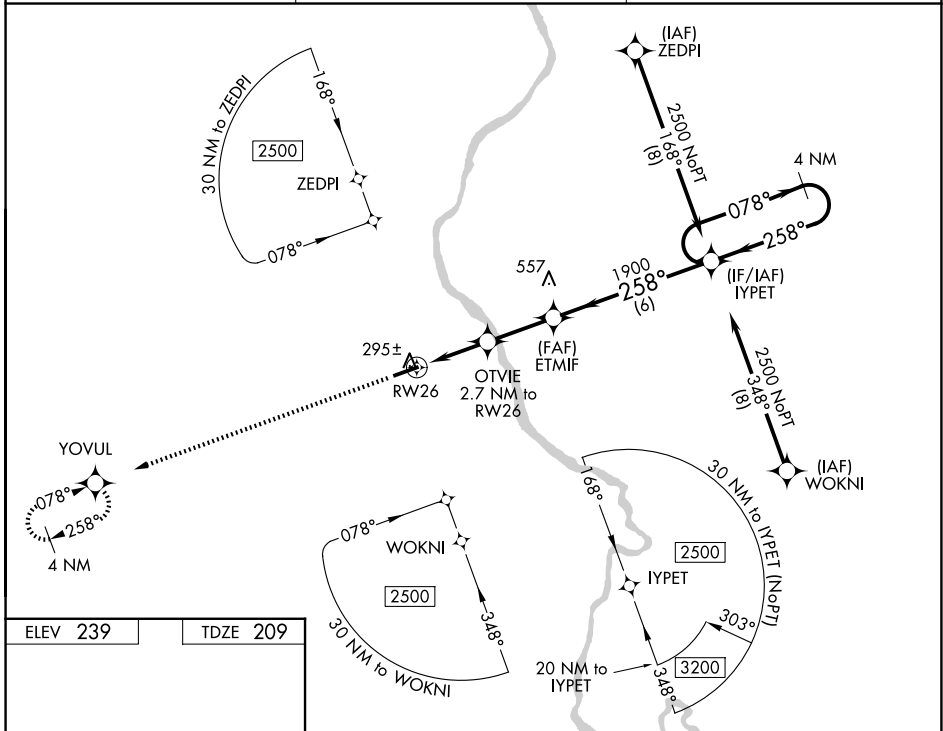 (IAF)
ZEDPI
30 NM to ZEDPI
168°
2500
ZEDPI
078°
2500 NoPT
168°
(8)
4 NM
078°
258°
(IF/IAF)
IYPET
557
1900
258°
(6)
(FAF)
ETMIF
295±
RW26
OTVIE
2.7 NM to
RW26
2500 NoPT
348°
(8)
(IAF)
WOKNI
YOVUL
078°
258°
4 NM
078°
WOKNI
2500
348°
30 NM to WOKNI
168°
30 NM to IYPET (NoPT)
2500
IYPET
303°
20 NM to
IYPET
3200
348°
ELEV 239
TDZE 209